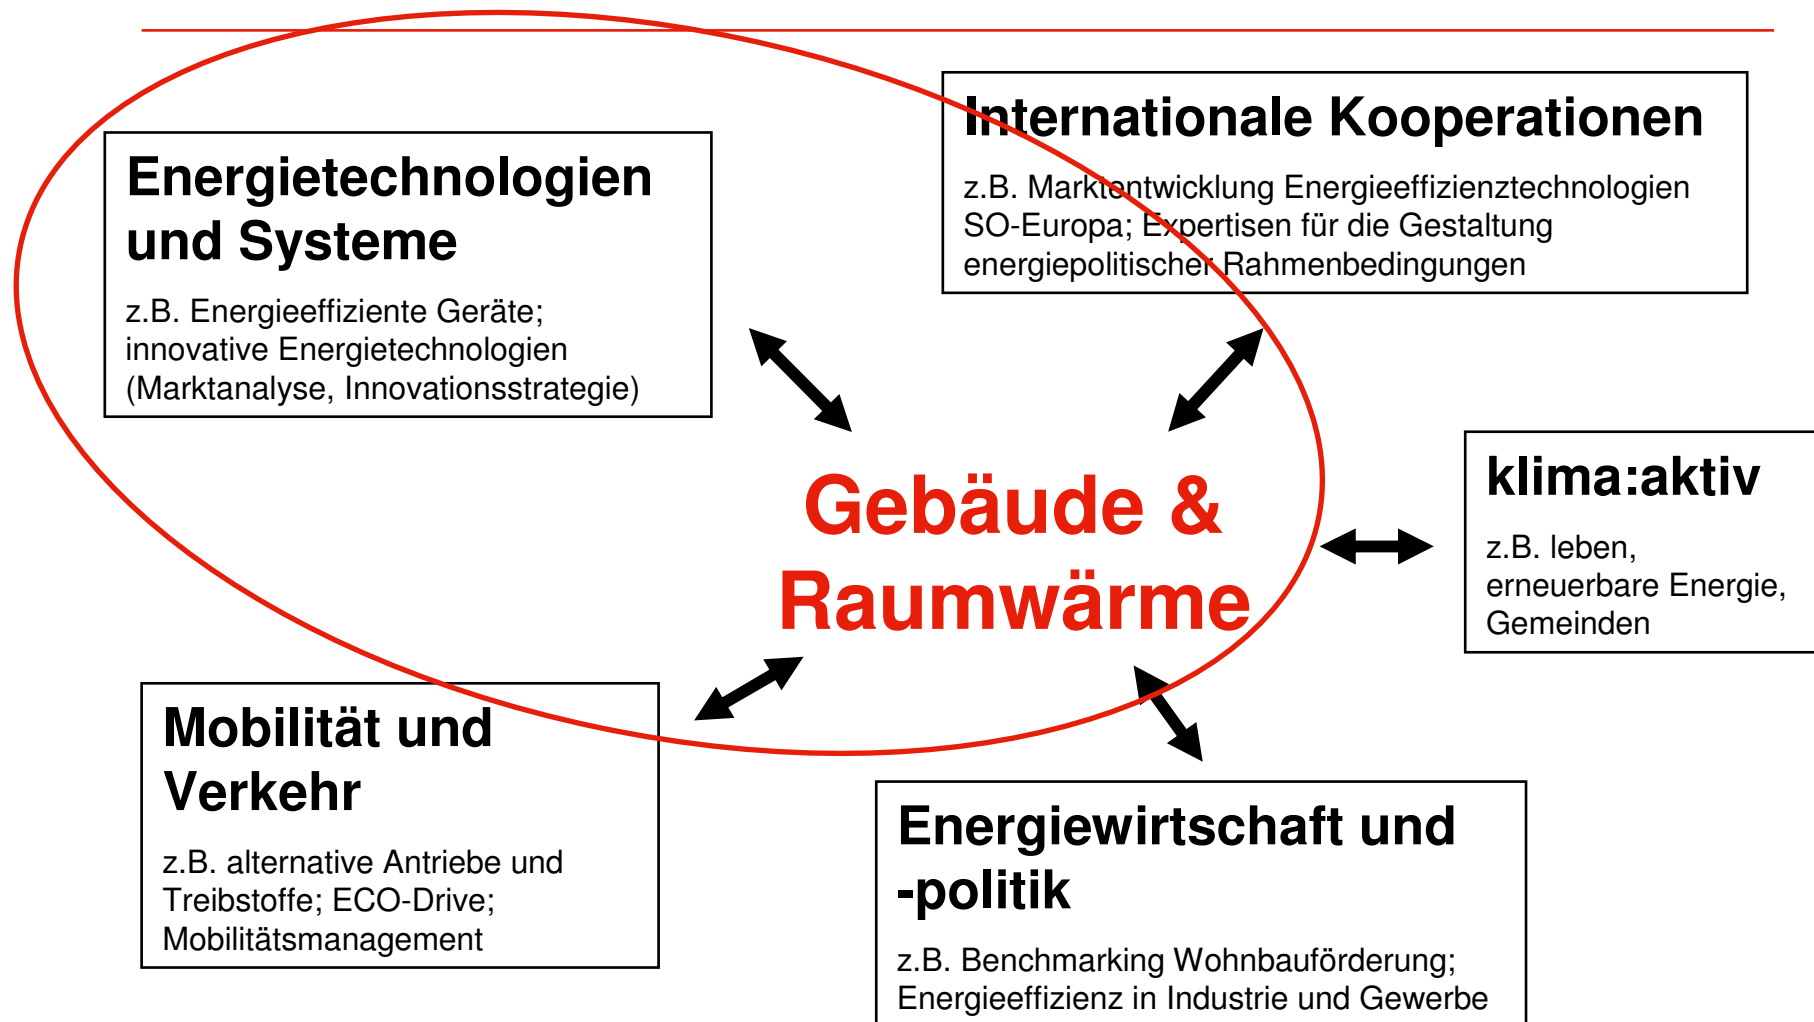 Internationale Kooperationen
z.B. Marktentwicklung Energieeffizienztechnologien
SO-Europa; Expertisen für die Gestaltung
energiepolitischer Rahmenbedingungen
Energietechnologien
und Systeme
z.B. Energieeffiziente Geräte;
innovative Energietechnologien
(Marktanalyse, Innovationsstrategie)
Gebäude &
Raumwärme
klima:aktiv
z.B. leben,
erneuerbare Energie,
Gemeinden
Mobilität und
Verkehr
z.B. alternative Antriebe und
Treibstoffe; ECO-Drive;
Mobilitätsmanagement
Energiewirtschaft und
-politik
z.B. Benchmarking Wohnbauförderung;
Energieeffizienz in Industrie und Gewerbe